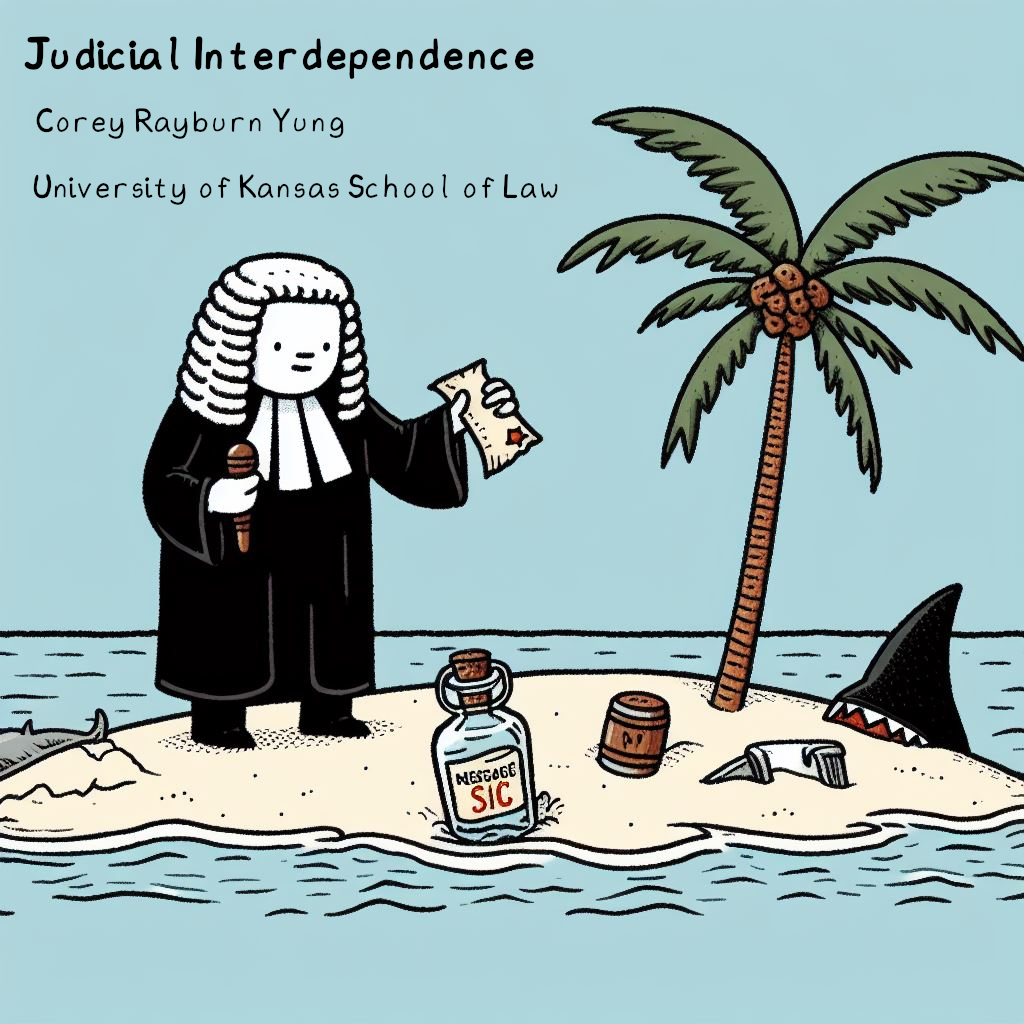 Judicial Interdependence
Corey Rayburn Yung
University of Kansas School of Law
SIC